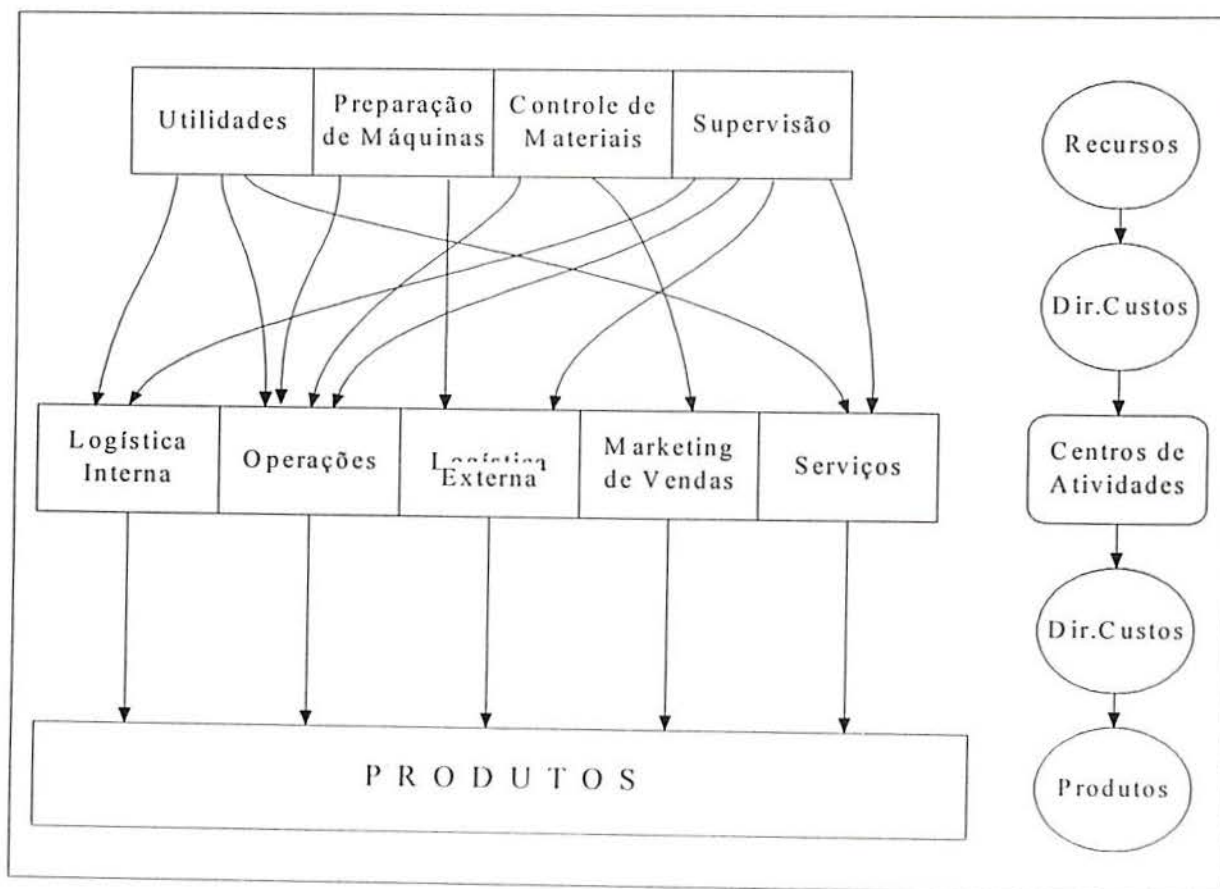 Utilidades
Preparação
de Máquinas
Controle de
Materiais
Supervisão
Recursos
Dir.Custos
Logística
Interna
Operações
Logística
Externa
Marketing
de Vendas
Serviços
Centros de
Atividades
Dir.Custos
PRODUTOS
Produtos